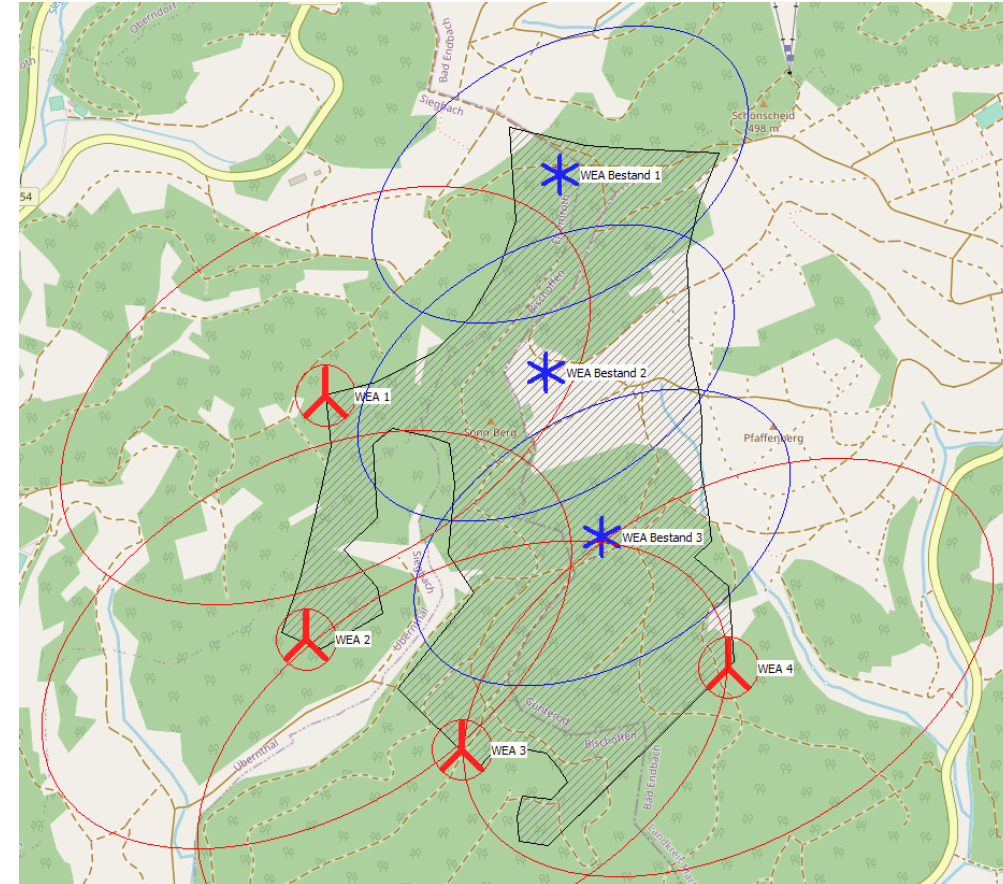 Oberndorf
Bad Endbach
Siegbach
Schönscheid
498 m
54
WEA Bestand 1
Bischoffen
WEA Bestand 2
WEA 1
Sonn Berg
Pfaffenberg
WEA Bestand 3
Siegbach
Übernthal
WEA 2
WEA 4
Günterod
Bischoffen
Übernthal
WEA 3
Bad Endbach